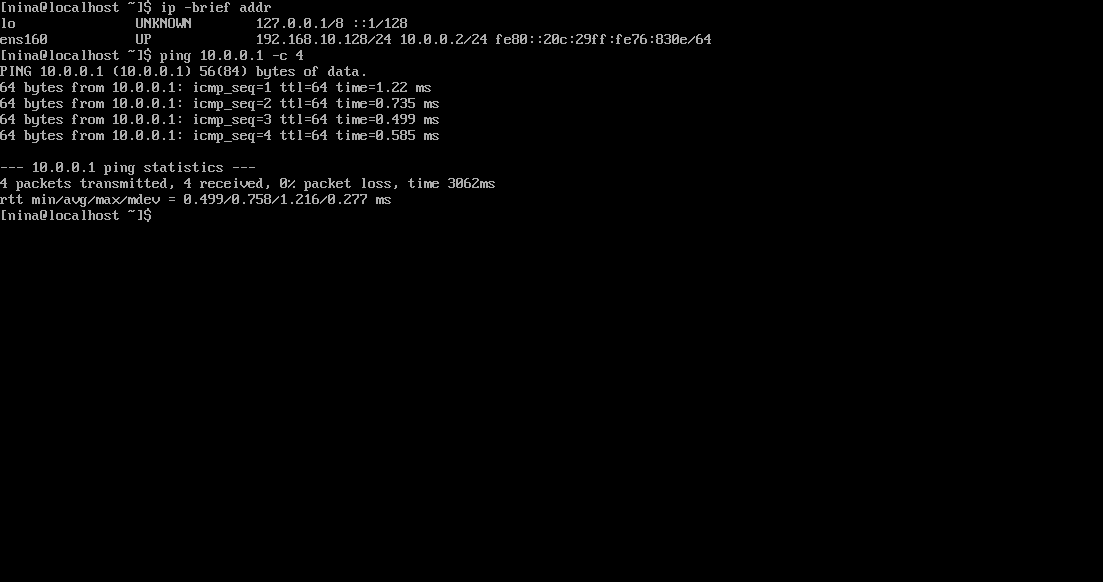 [nina@localhost ~]$ ip -brief addr
lo               UNKNOWN        127.0.0.1/8 ::1/128
ens160           UP             192.168.10.128/24 10.0.0.2/24 fe80::20c:29ff:fe76:830e/64
[nina@localhost ~]$ ping 10.0.0.1 -c 4
PING 10.0.0.1 (10.0.0.1) 56(84) bytes of data.
64 bytes from 10.0.0.1: icmp_seq=1 ttl=64 time=1.22 ms
64 bytes from 10.0.0.1: icmp_seq=2 ttl=64 time=0.735 ms
64 bytes from 10.0.0.1: icmp_seq=3 ttl=64 time=0.499 ms
64 bytes from 10.0.0.1: icmp_seq=4 ttl=64 time=0.585 ms

--- 10.0.0.1 ping statistics ---
4 packets transmitted, 4 received, 0% packet loss, time 3062ms
rtt min/avg/max/mdev = 0.499/0.758/1.216/0.277 ms
[nina@localhost ~]$